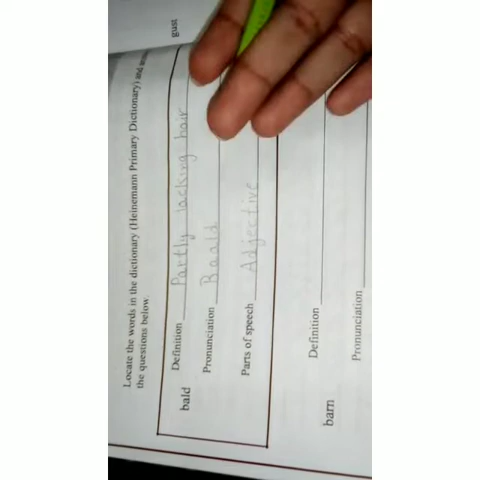 gust
Locate the words in the dictionary (Heinemann Primary Dictionary) and
the questions below.
bald
Definition Partly lacking hair
Pronunciation Baald
Parts of speech Adjective
barn
Definition
Pronunciation